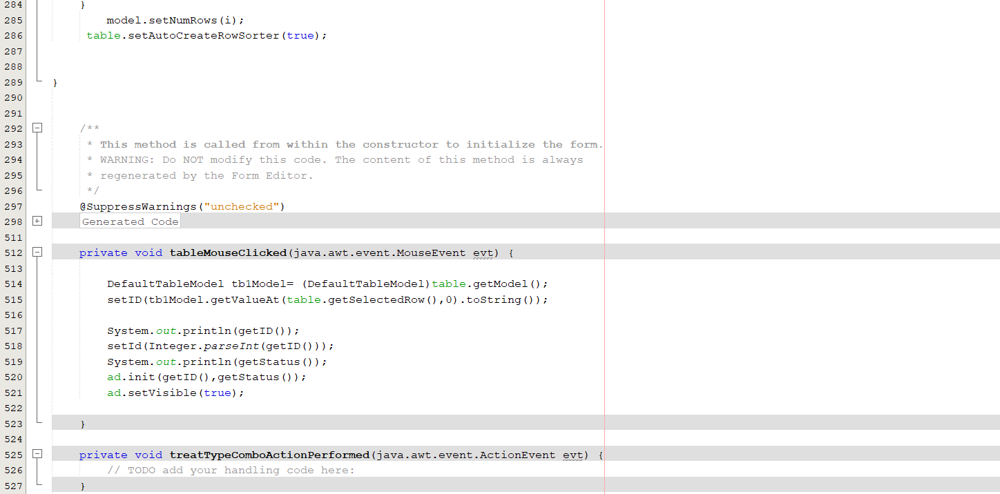 284 }
285 model.setNumRows(i);
286 table.setAutoCreateRowSorter(true);
287
288
289 }
290
291
292 /**
293 * This method is called from within the constructor to initialize the form.
294 * WARNING: Do NOT modify this code. The content of this method is always
295 * regenerated by the Form Editor.
296 */
297 @SuppressWarnings("unchecked")
298 Generated Code
511
512 private void tableMouseClicked(java.awt.event.MouseEvent evt) {
513
514 DefaultTableModel tb1Model= (DefaultTableModel)table.getModel();
515 setID(tb1Model.getValueAt(table.getSelectedRow(),0).toString());
516
517 System.out.println(getID());
518 setId(Integer.parseInt(getID()));
519 System.out.println(getStatus());
520 ad.init(getID(),getStatus());
521 ad.setVisible(true);
522
523 }
524
525 private void treatTypeComboActionPerformed(java.awt.event.ActionEvent evt) {
526 // TODO add your handling code here:
527 }